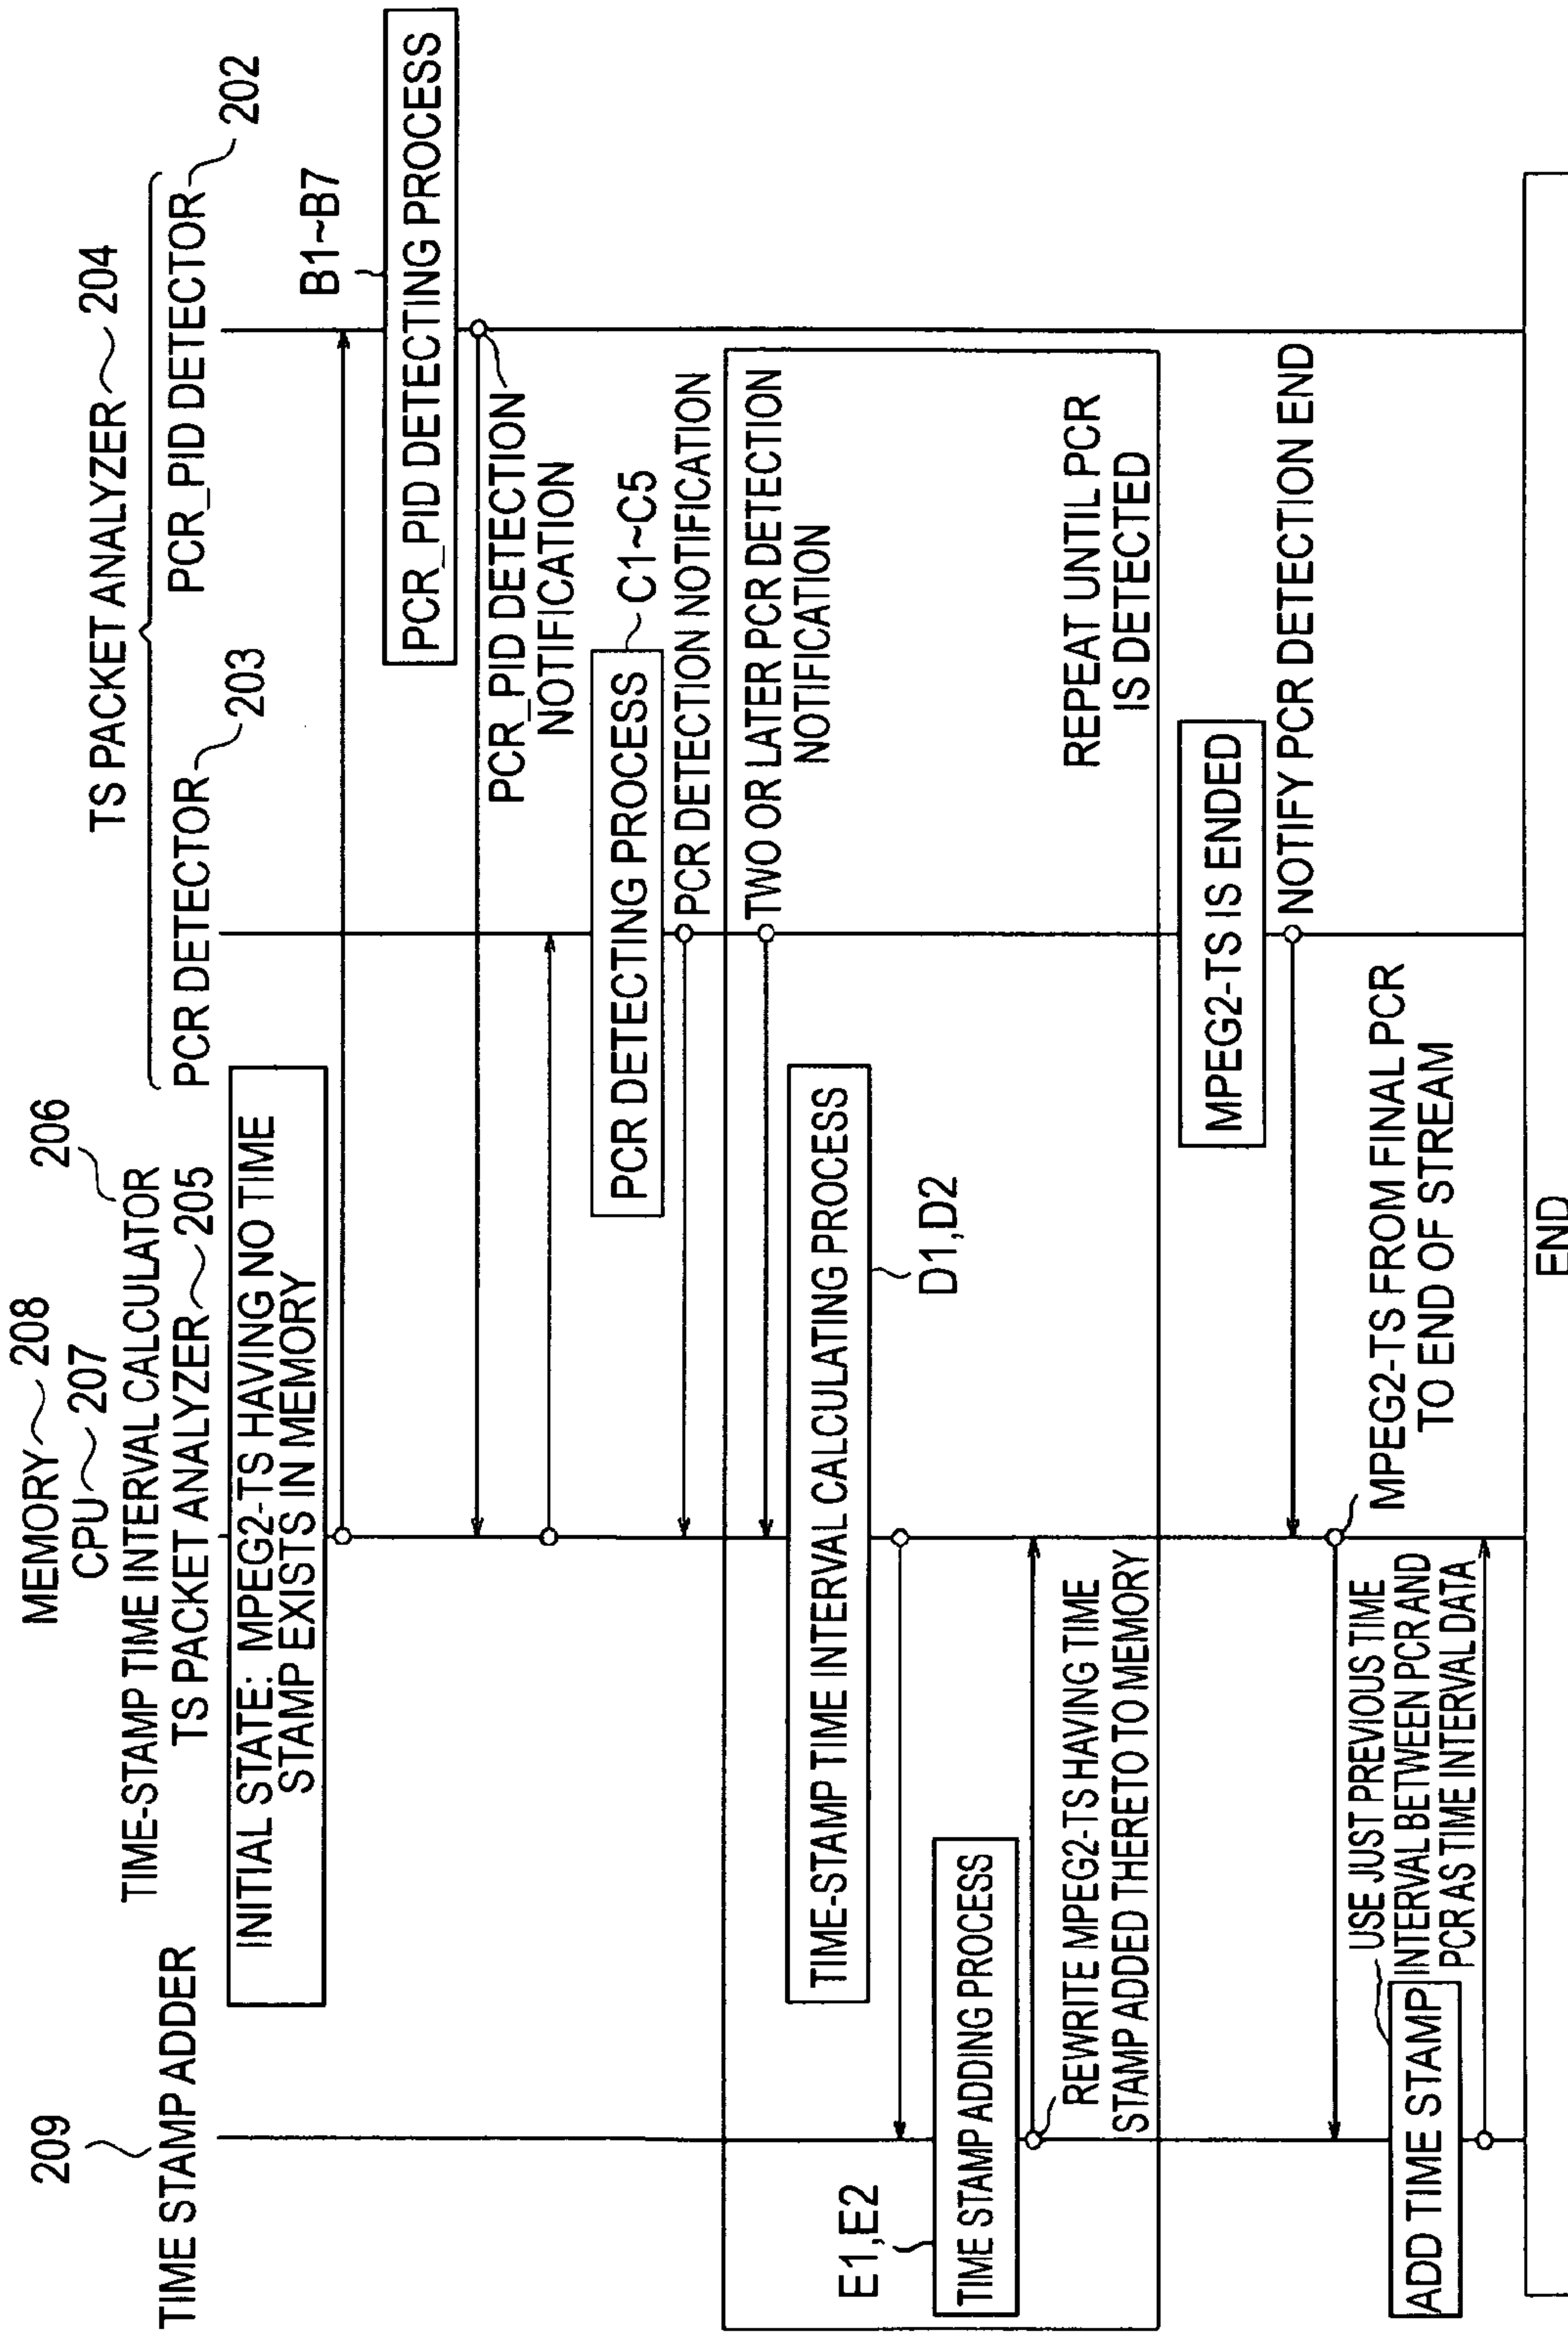 209
TIME STAMP ADDER
MEMORY 208
CPU 207
206
TIME-STAMP TIME INTERVAL CALCULATOR
TS PACKET ANALYZER 205
TS PACKET ANALYZER 204
PCR DETECTOR 203
PCR_PID DETECTOR 202
INITIAL STATE: MPEG2-TS HAVING NO TIME
STAMP EXISTS IN MEMORY
B1~B7
PCR_PID DETECTING PROCESS
PCR_PID DETECTION
NOTIFICATION
PCR DETECTING PROCESS
C1~C5
PCR DETECTION NOTIFICATION
TWO OR LATER PCR DETECTION
NOTIFICATION
TIME-STAMP TIME INTERVAL CALCULATING PROCESS
D1,D2
E1,E2
TIME STAMP ADDING PROCESS
REWRITE MPEG2-TS HAVING TIME
STAMP ADDED THERETO TO MEMORY
REPEAT UNTIL PCR
IS DETECTED
MPEG2-TS IS ENDED
NOTIFY PCR DETECTION END
MPEG2-TS FROM FINAL PCR
TO END OF STREAM
USE JUST PREVIOUS TIME
INTERVAL BETWEEN PCR AND
PCR AS TIME INTERVAL DATA
ADD TIME STAMP
END